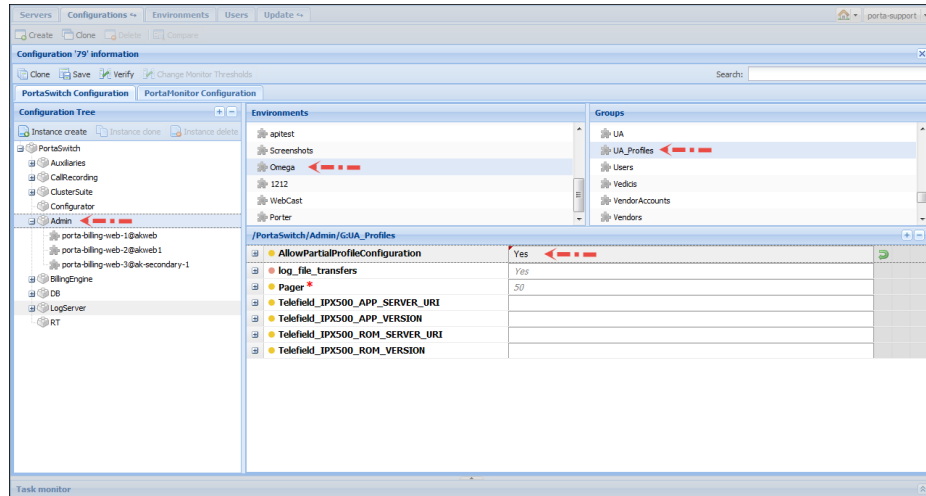 Servers Configurations Environments Users Update porta-support
Create Clone Delete Compare
Configuration '79' information
Clone Save Verify Change Monitor Thresholds Search:
PortaSwitch Configuration PortaMonitor Configuration
Configuration Tree
Instance create Instance clone Instance delete
PortaSwitch
Auxiliaries
CallRecording
ClusterSuite
Configurator
Admin
porta-billing-web-1@akweb
porta-billing-web-2@akweb1
porta-billing-web-3@ak-secondary-1
BillingEngine
DB
LogServer
RT
Environments
apitest
Screenshots
Omega
1212
WebCast
Porter
Groups
UA
UA_Profiles
Users
Vedicis
VendorAccounts
Vendors
/PortaSwitch/Admin/G:UA_Profiles
AllowPartialProfileConfiguration Yes
log_file_transfers Yes
Pager * 50
Telefield_IPX500_APP_SERVER_URI
Telefield_IPX500_APP_VERSION
Telefield_IPX500_ROM_SERVER_URI
Telefield_IPX500_ROM_VERSION
Task monitor